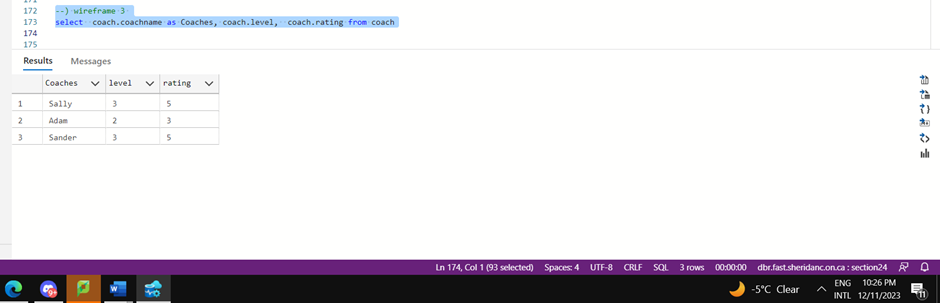 172
--) wireframe 3
173
select  coach.coachname as Coaches, coach.level,  coach.rating from coach
174
175
Results
Messages
Coaches
level
rating
1 Sally 3 5
2 Adam 2 3
3 Sander 3 5
Ln 174, Col 1 (93 selected) Spaces: 4 UTF-8 CRLF SQL 3 rows 00:00:00 dbr.fast.sheridanc.on.ca : section24
-5°C Clear
ENG
INTL
10:26 PM
12/11/2023
11